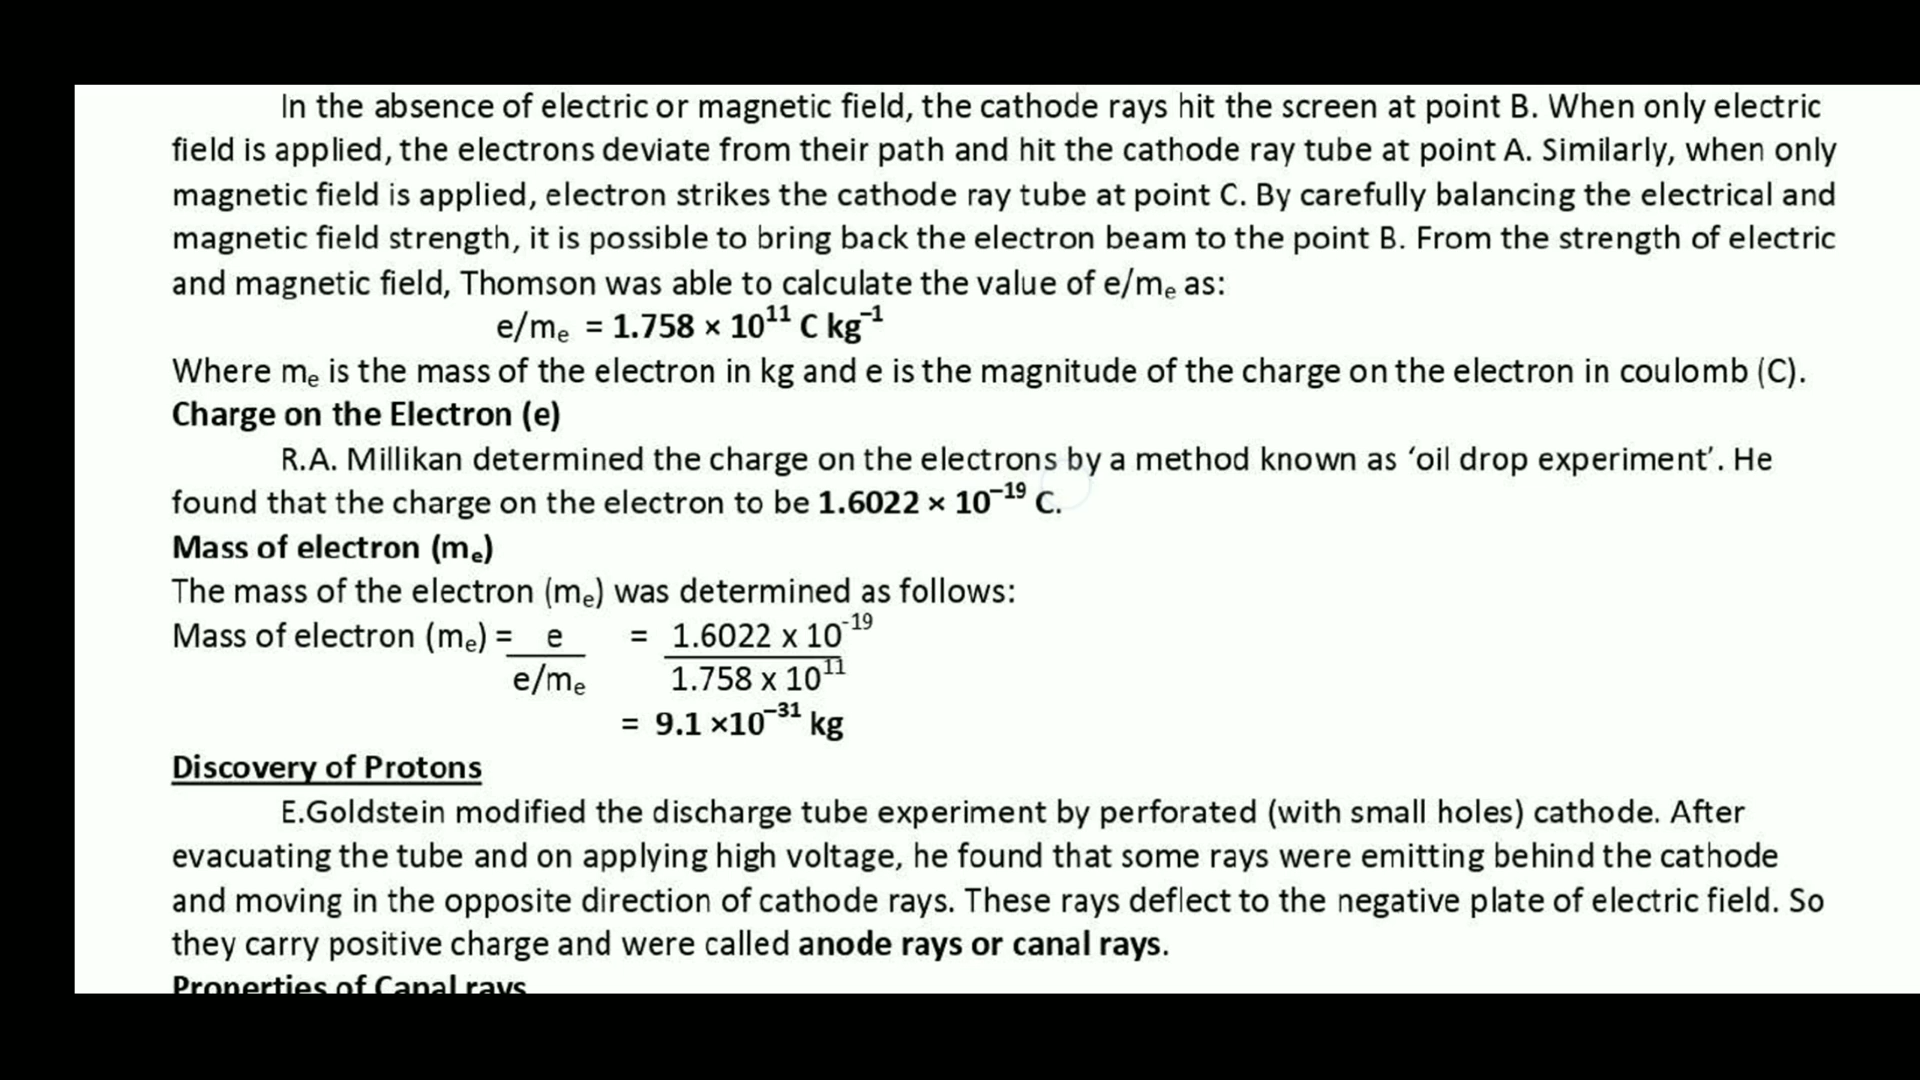 In the absence of electric or magnetic field, the cathode rays hit the screen at point B. When only electric
field is applied, the electrons deviate from their path and hit the cathode ray tube at point A. Similarly, when only
magnetic field is applied, electron strikes the cathode ray tube at point C. By carefully balancing the electrical and
magnetic field strength, it is possible to bring back the electron beam to the point B. From the strength of electric
and magnetic field, Thomson was able to calculate the value of e/mₑ as:
e/mₑ = 1.758 × 10¹¹ C kg⁻¹
Where mₑ is the mass of the electron in kg and e is the magnitude of the charge on the electron in coulomb (C).
Charge on the Electron (e)
R.A. Millikan determined the charge on the electrons by a method known as ‘oil drop experiment’. He
found that the charge on the electron to be 1.6022 × 10⁻¹⁹ C.
Mass of electron (mₑ)
The mass of the electron (mₑ) was determined as follows:
Mass of electron (mₑ) = e = 1.6022 x 10⁻¹⁹
e/mₑ 1.758 x 10¹¹
= 9.1 ×10⁻³¹ kg
Discovery of Protons
E.Goldstein modified the discharge tube experiment by perforated (with small holes) cathode. After
evacuating the tube and on applying high voltage, he found that some rays were emitting behind the cathode
and moving in the opposite direction of cathode rays. These rays deflect to the negative plate of electric field. So
they carry positive charge and were called anode rays or canal rays.
Properties of Canal rays